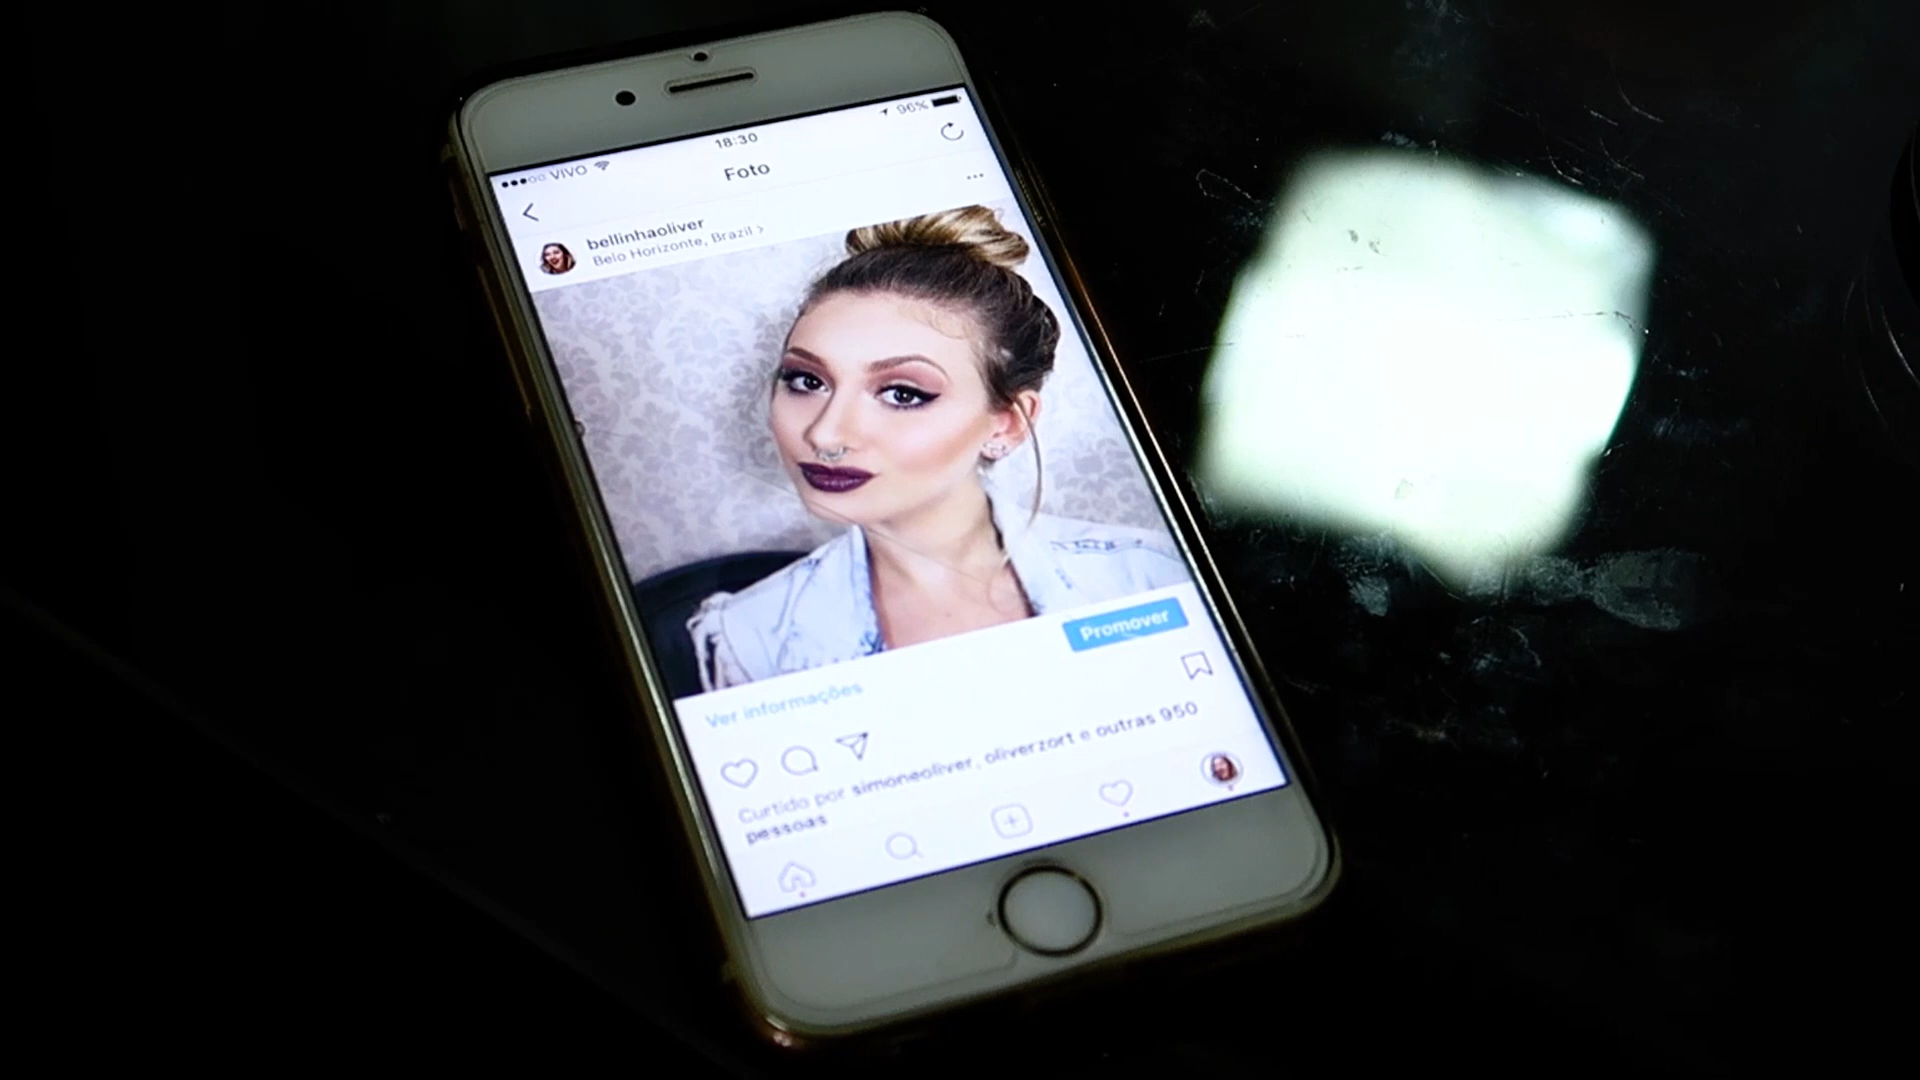 VIVO
18:30
96%
Foto
bellinhaoliver
Belo Horizonte, Brazil
Promover
Ver informações
Curtido por simoneoliver, oliverzort e outras 950
pessoas